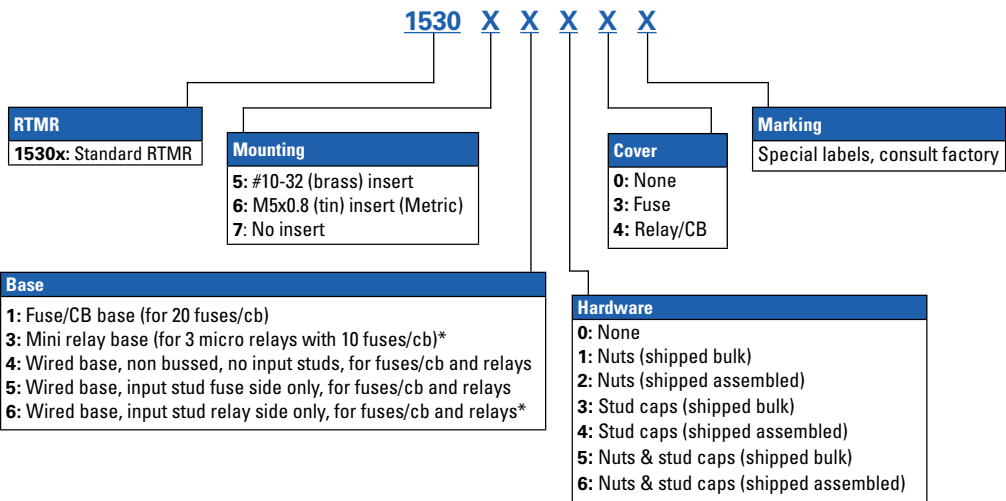 1530 X X X X X
RTMR
1530x: Standard RTMR
Mounting
5: #10-32 (brass) insert
6: M5x0.8 (tin) insert (Metric)
7: No insert
Cover
0: None
3: Fuse
4: Relay/CB
Marking
Special labels, consult factory
Base
1: Fuse/CB base (for 20 fuses/cb)
3: Mini relay base (for 3 micro relays with 10 fuses/cb)*
4: Wired base, non bussed, no input studs, for fuses/cb and relays
5: Wired base, input stud fuse side only, for fuses/cb and relays
6: Wired base, input stud relay side only, for fuses/cb and relays*
Hardware
0: None
1: Nuts (shipped bulk)
2: Nuts (shipped assembled)
3: Stud caps (shipped bulk)
4: Stud caps (shipped assembled)
5: Nuts & stud caps (shipped bulk)
6: Nuts & stud caps (shipped assembled)